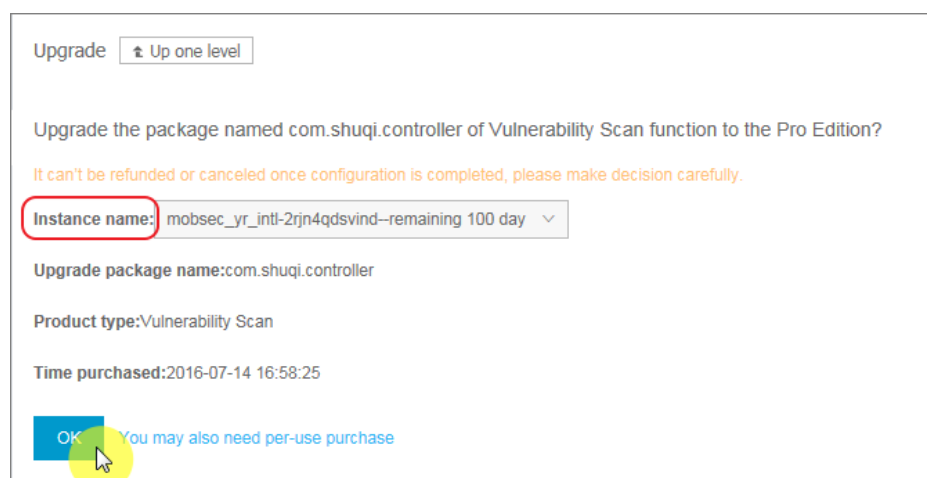 Upgrade Up one level
Upgrade the package named com.shuqi.controller of Vulnerability Scan function to the Pro Edition?
It can't be refunded or canceled once configuration is completed, please make decision carefully.
Instance name: mobsec_yr_intl-2rjn4qdsvind--remaining 100 day
Upgrade package name:com.shuqi.controller
Product type:Vulnerability Scan
Time purchased:2016-07-14 16:58:25
OK You may also need per-use purchase